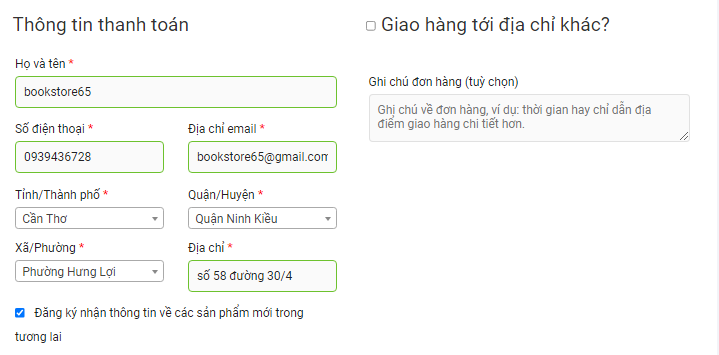 Thông tin thanh toán
Họ và tên *
bookstore65
Số điện thoại *
Địa chỉ email *
0939436728
bookstore65@gmail.com
Tỉnh/Thành phố *
Quận/Huyện *
Cần Thơ
Quận Ninh Kiều
Xã/Phường *
Địa chỉ *
Phường Hưng Lợi
số 58 đường 30/4
Đăng ký nhận thông tin về các sản phẩm mới trong
tương lai
Giao hàng tới địa chỉ khác?
Ghi chú đơn hàng (tuỳ chọn)
Ghi chú về đơn hàng, ví dụ: thời gian hay chỉ dẫn địa
điểm giao hàng chi tiết hơn.